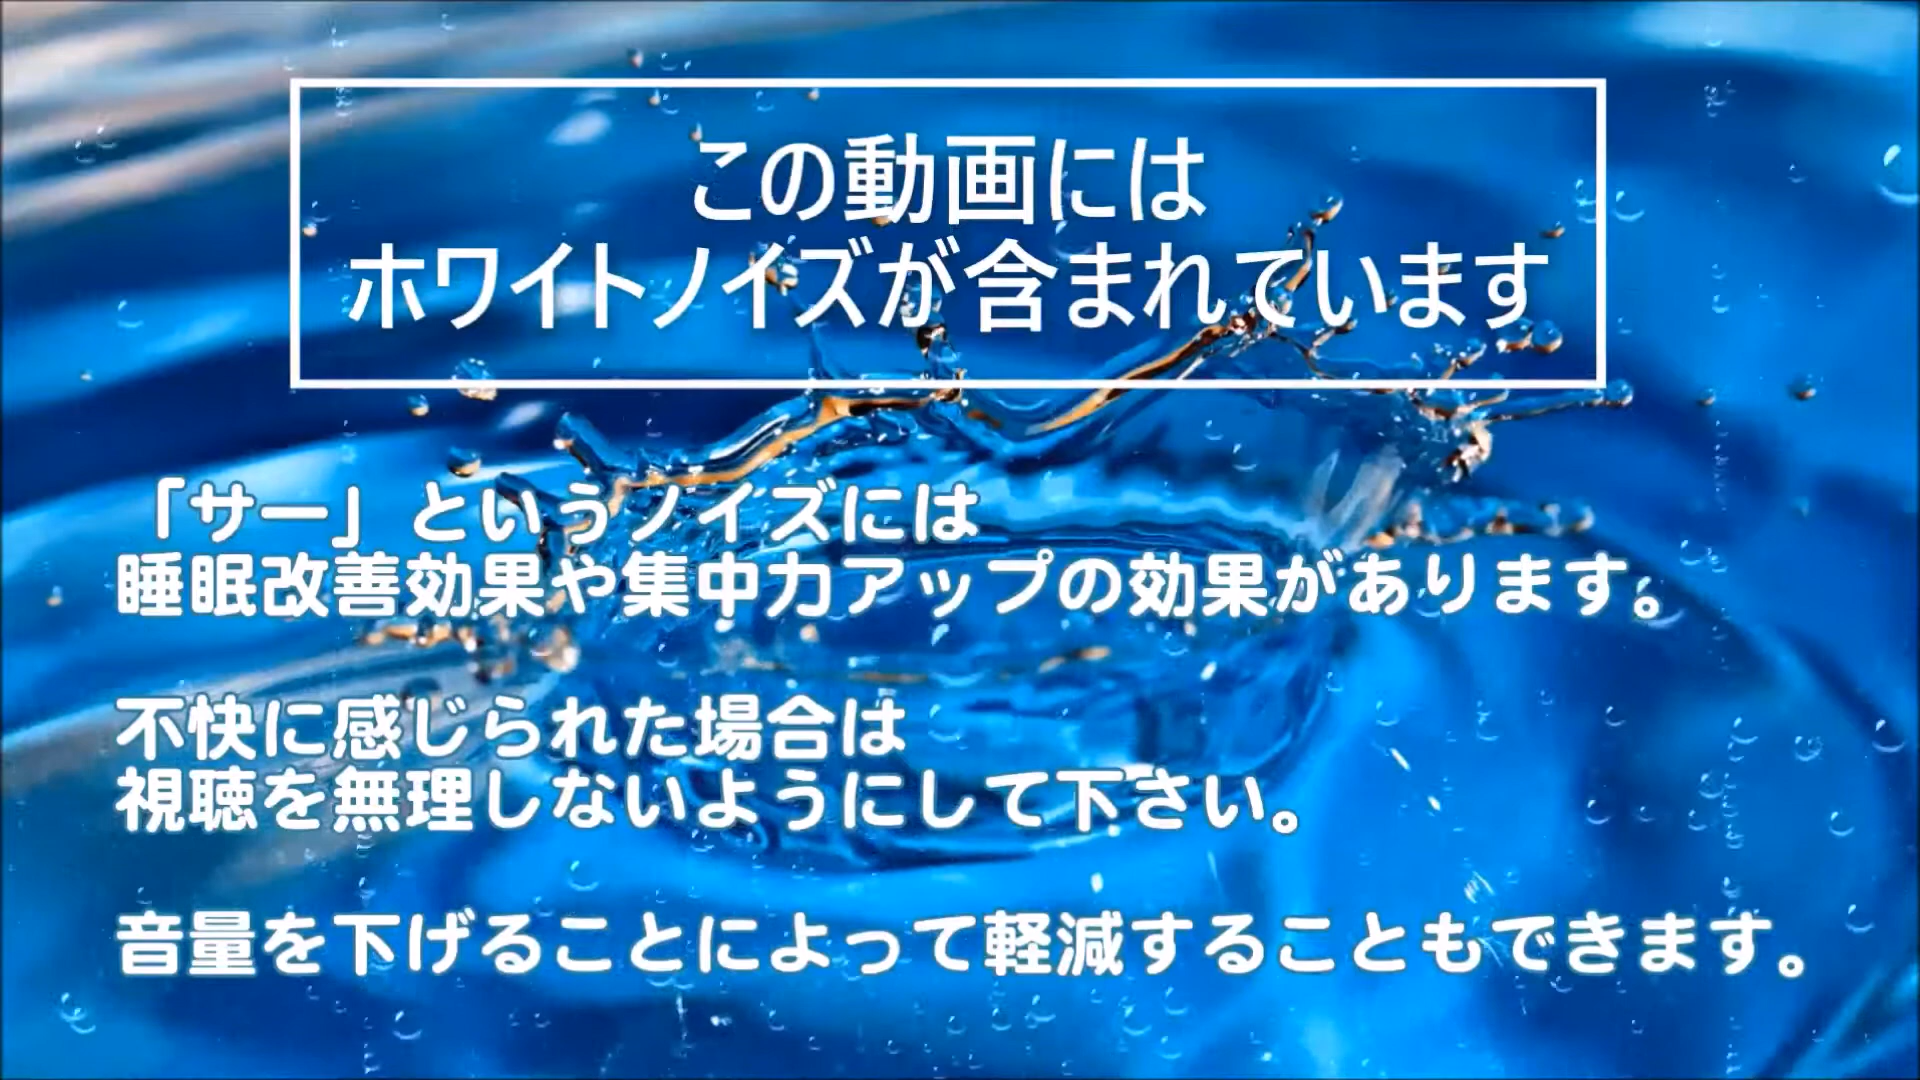 この動画には
ホワイトノイズが含まれています
「サー」というノイズには
睡眠改善効果や集中力アップの効果があります。
不快に感じられた場合は
視聴を無理しないようにして下さい。
音量を下げることによって軽減することもできます。